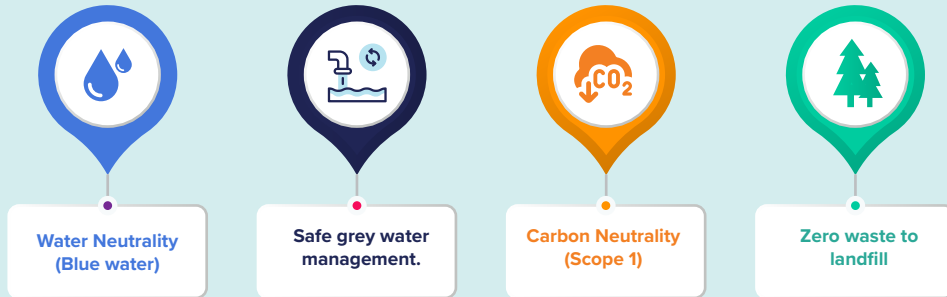 CO2
Water Neutrality
(Blue water)
Safe grey water
management.
Carbon Neutrality
(Scope 1)
Zero waste to
landfill